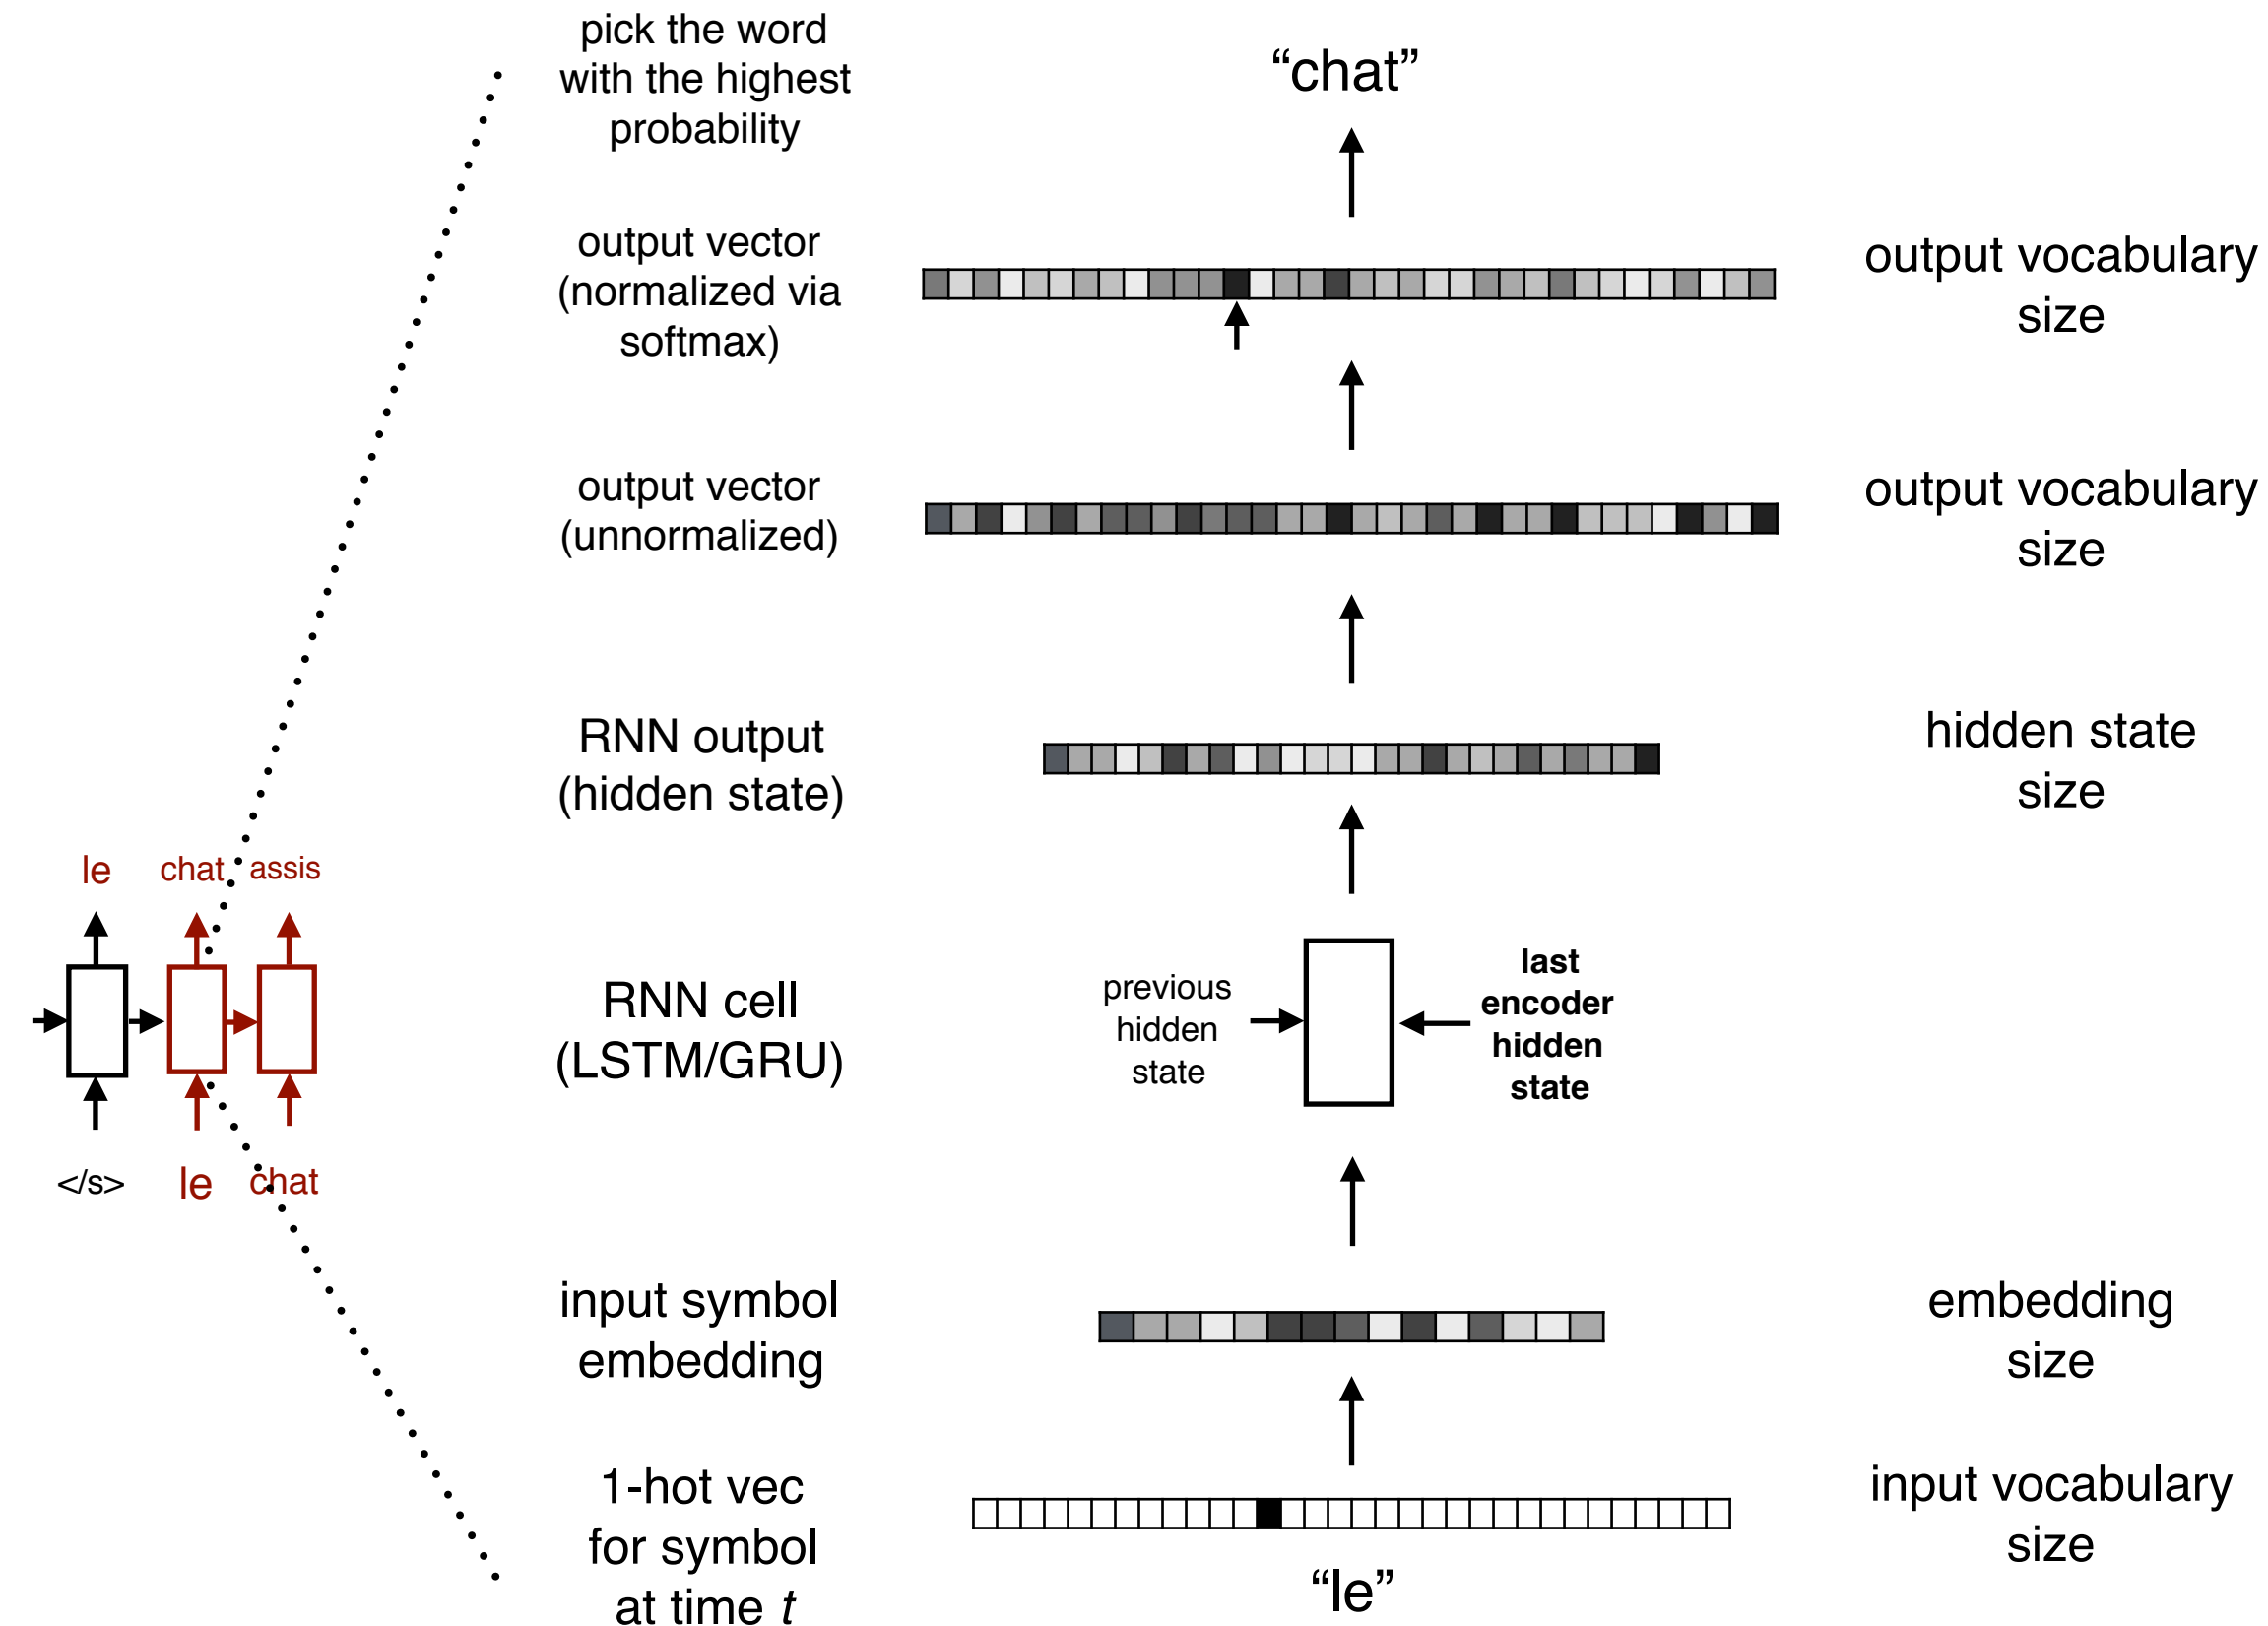 pick the word
with the highest
probability
“chat”
output vector
(normalized via
softmax)
output vocabulary
size
output vector
(unnormalized)
output vocabulary
size
RNN output
(hidden state)
hidden state
size
le chat assis
RNN cell
(LSTM/GRU)
previous
hidden
state
last
encoder
hidden
state
</s> le chat
input symbol
embedding
embedding
size
1-hot vec
for symbol
at time t
“le”
input vocabulary
size